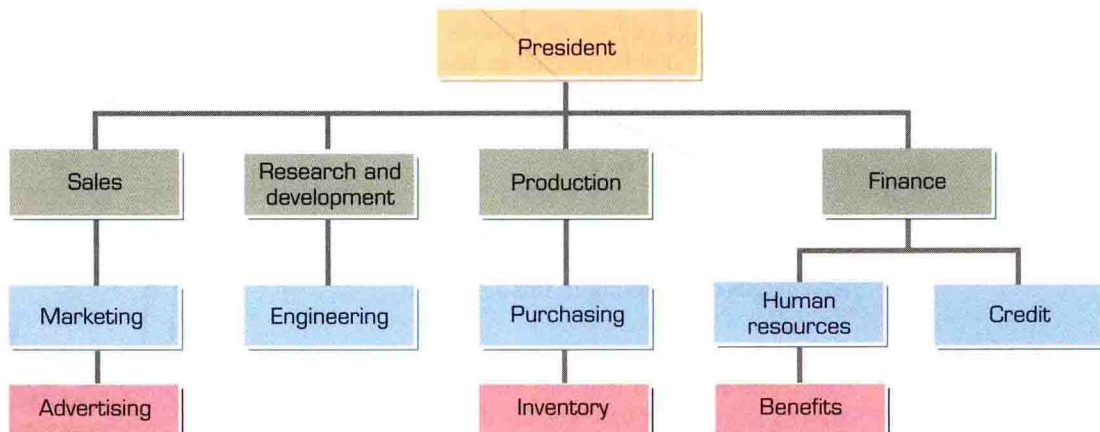 President
Sales
Research and
development
Production
Finance
Marketing
Engineering
Purchasing
Human
resources
Credit
Advertising
Inventory
Benefits